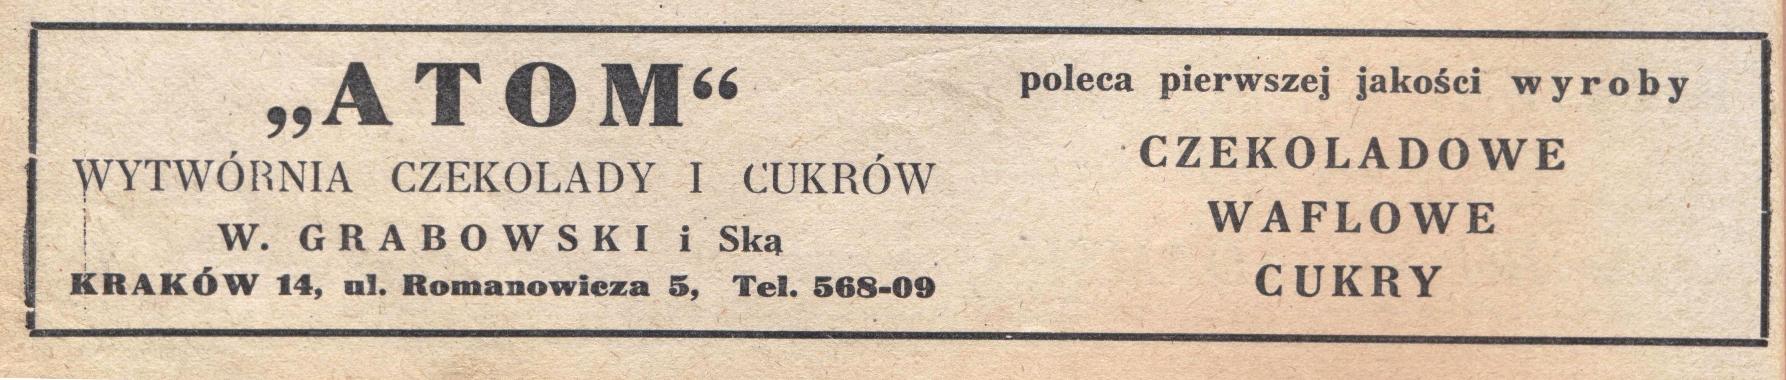 „ATOM“
WYTWÓRNIA CZEKOLADY I CUKRÓW
W. GRABOWSKI i Ską
KRAKÓW 14, ul. Romanowicza 5, Tel. 568-09
poleca pierwszej jakości wyroby
CZEKOLADOWE
WAFLOWE
CUKRY